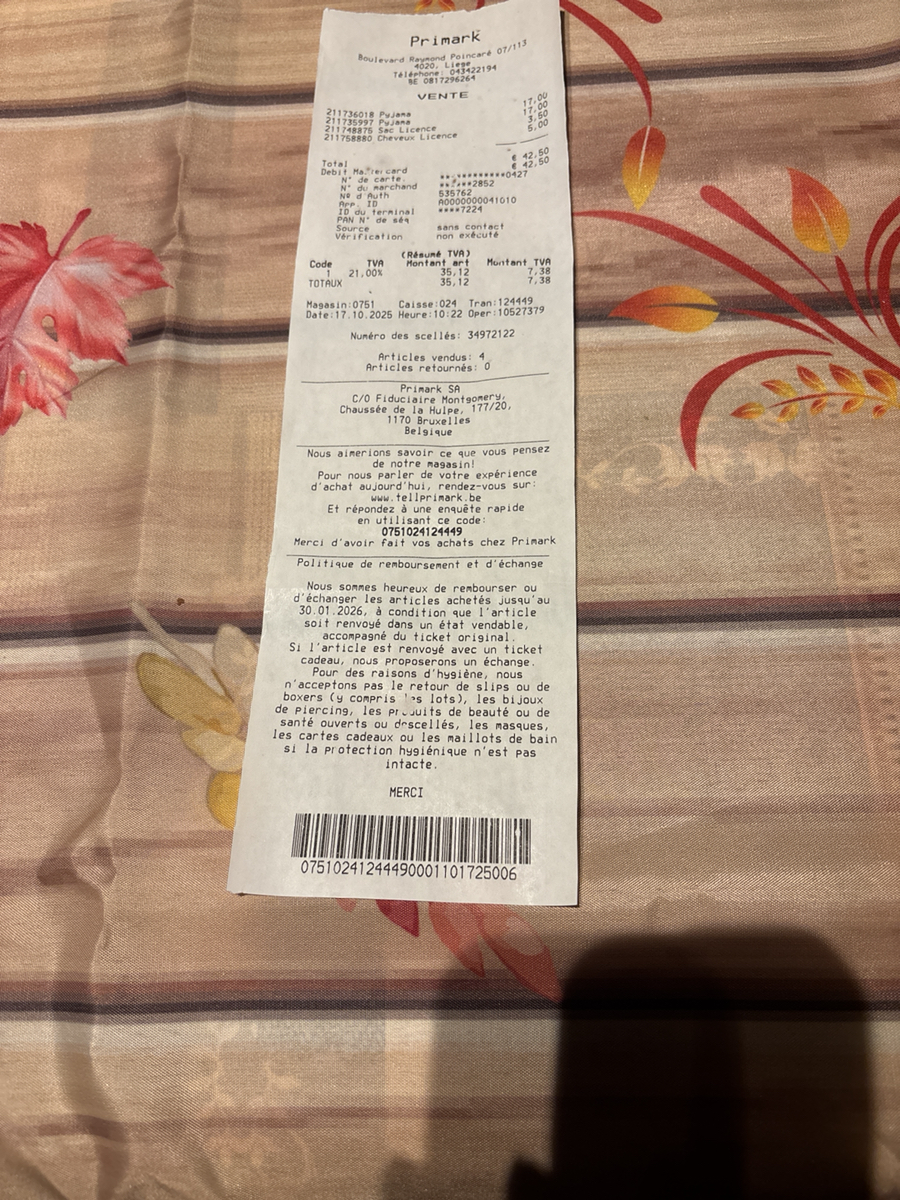 Primark
Boulevard Raymond Poincaré 07/113
4020, Liege
Téléphone: 043422194
BE 0817296264
VENTE
211736018 Pyjama 17,00
211735997 Pyjama 17,00
211748875 Sac Licence 3,50
211758880 Cheveux Licence 5,00
Total € 42,50
Debit € 42,50
N° de carte. ************0427
N° du marchand 2852
N° d'Auth 535762
App. ID A0000000041010
ID du terminal ****7224
PAN N° de séq
Source sans contact
Vérification non exécuté
(Résumé TVA)
Code TVA Montant art Montant TVA
1 21,00% 35,12 7,38
TOTAUX 35,12 7,38
Magasin:0751 Caisse:024 Tran:124449
Date:17.10.2025 Heure:10:22 Oper:10527379
Numéro des scellés: 34972122
Articles vendus: 4
Articles retournés: 0
Primark SA
C/O Fiduciaire Montgomery,
Chaussée de la Hulpe, 177/20,
1170 Bruxelles
Belgique
Nous aimerions savoir ce que vous pensez
de notre magasin!
Pour nous parler de votre expérience
d'achat aujourd'hui, rendez-vous sur:
www.tellprimark.be
Et répondez à une enquête rapide
en utilisant ce code:
0751024124449
Merci d'avoir fait vos achats chez Primark
Politique de remboursement et d'échange
Nous sommes heureux de rembourser ou
d'échanger les articles achetés jusqu'au
30.01.2026, à condition que l'article
soit renvoyé dans un état vendable,
accompagné du ticket original.
Si l'article est renvoyé avec un ticket
cadeau, nous proposerons un échange.
Pour des raisons d'hygiène, nous
n'acceptons pas le retour de slips ou de
boxers (y compris les lots), les bijoux
de piercing, les produits de beauté ou de
santé ouverts ou descellés, les masques,
les cartes cadeaux ou les maillots de bain
si la protection hygiénique n'est pas
intacte.
MERCI
07510241244490001101725006